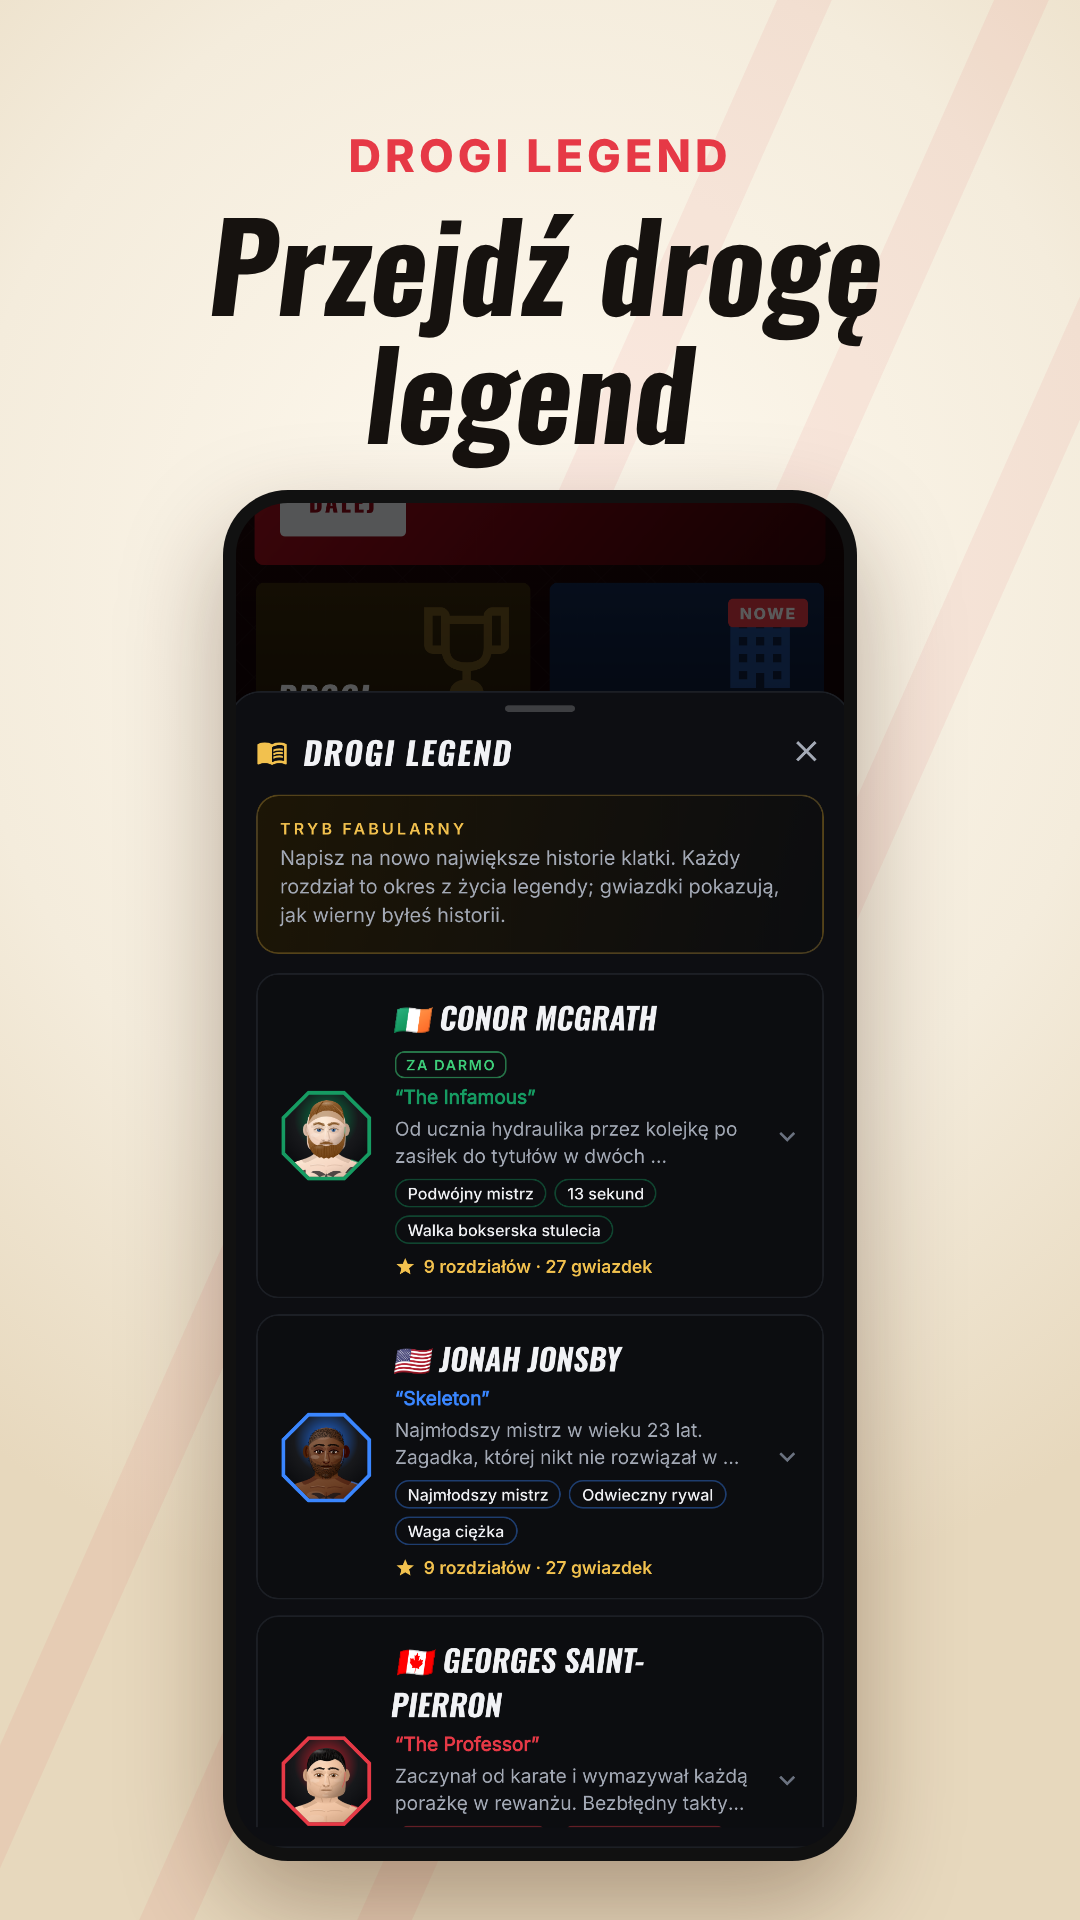 DROGI LEGEND
Przejdź drogę
legend
DALEJ
NOWE
DROGI
DROGI LEGEND
TRYB FABULARNY
Napisz na nowo największe historie klatki. Każdy
rozdział to okres z życia legendy; gwiazdki pokazują,
jak wierny byłeś historii.
CONOR MCGRATH
ZA DARMO
“The Infamous”
Od ucznia hydraulika przez kolejkę po
zasiłek do tytułów w dwóch ...
Podwójny mistrz 13 sekund
Walka bokserska stulecia
9 rozdziałów · 27 gwiazdek
JONAH JONSBY
“Skeleton”
Najmłodszy mistrz w wieku 23 lat.
Zagadka, której nikt nie rozwiązał w ...
Najmłodszy mistrz Odwieczny rywal
Waga ciężka
9 rozdziałów · 27 gwiazdek
GEORGES SAINT-
PIERRON
“The Professor”
Zaczynał od karate i wymazywał każdą
porażkę w rewanżu. Bezbłędny takty...